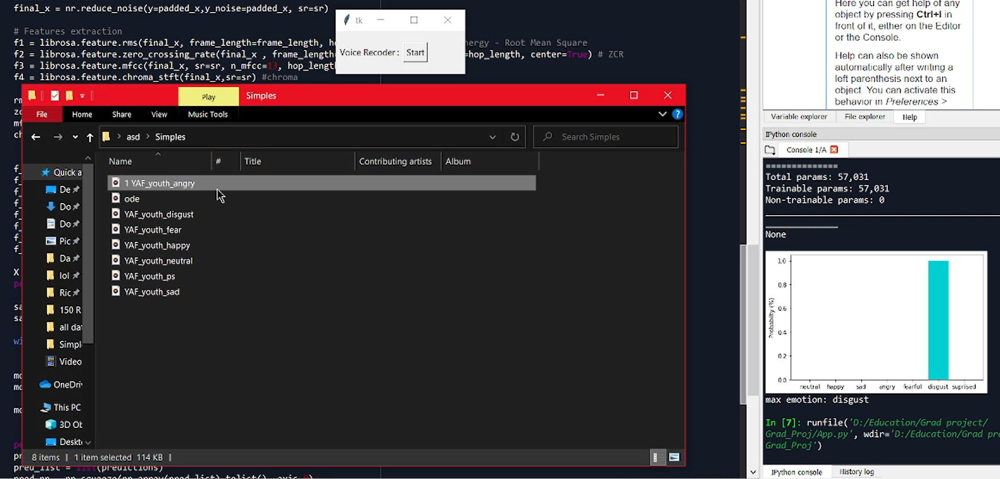 final_x = nr.reduce_noise(y=padded_x,y_noise=padded_x, sr=sr)
# Features extraction
f1 = librosa.feature.rms(final_x, frame_length=frame_length,
nergy - Root Mean Square
f2 = librosa.feature.zero_crossing_rate(final_x , frame_length
=hop_length, center=True) # ZCR
f3 = librosa.feature.mfcc(final_x, sr=sr, n_mfcc=13, hop_lengt
f4 = librosa.feature.chroma_stft(final_x,sr=sr) #chroma
tk
Voice Recoder :
Start
Play
Simples
File
Home
Share
View
Music Tools
asd > Simples
Search Simples
Name
#
Title
Contributing artists
Album
1 YAF_youth_angry
ode
YAF_youth_disgust
YAF_youth_fear
YAF_youth_happy
YAF_youth_neutral
YAF_youth_ps
YAF_youth_sad
Quick a
De
Do
Do
Pic
Da
lol
Ric
150 R
all dat
Simpl
Video
OneDriv
This PC
3D Ob
Deskt
8 items | 1 item selected 114 KB |
pred_list = list(predictions)
Here you can get help of any
object by pressing Ctrl+I in
front of it, either on the Editor
or the Console.
Help can also be shown
automatically after writing a
left parenthesis next to an
object. You can activate this
behavior in Preferences >
Variable explorer
File explorer
Help
IPython console
Console 1/A
==============
Total params: 57,031
Trainable params: 57,031
Non-trainable params: 0
None
Probability (%)
1.0
0.8
0.6
0.4
0.2
0.0
neutral happy sad angry fearful disgust suprised
max emotion: disgust
In [7]: runfile('D:/Education/Grad project/
Grad_Proj/App.py', wdir='D:/Education/Grad pro
Grad_Proj')
IPython console
History log